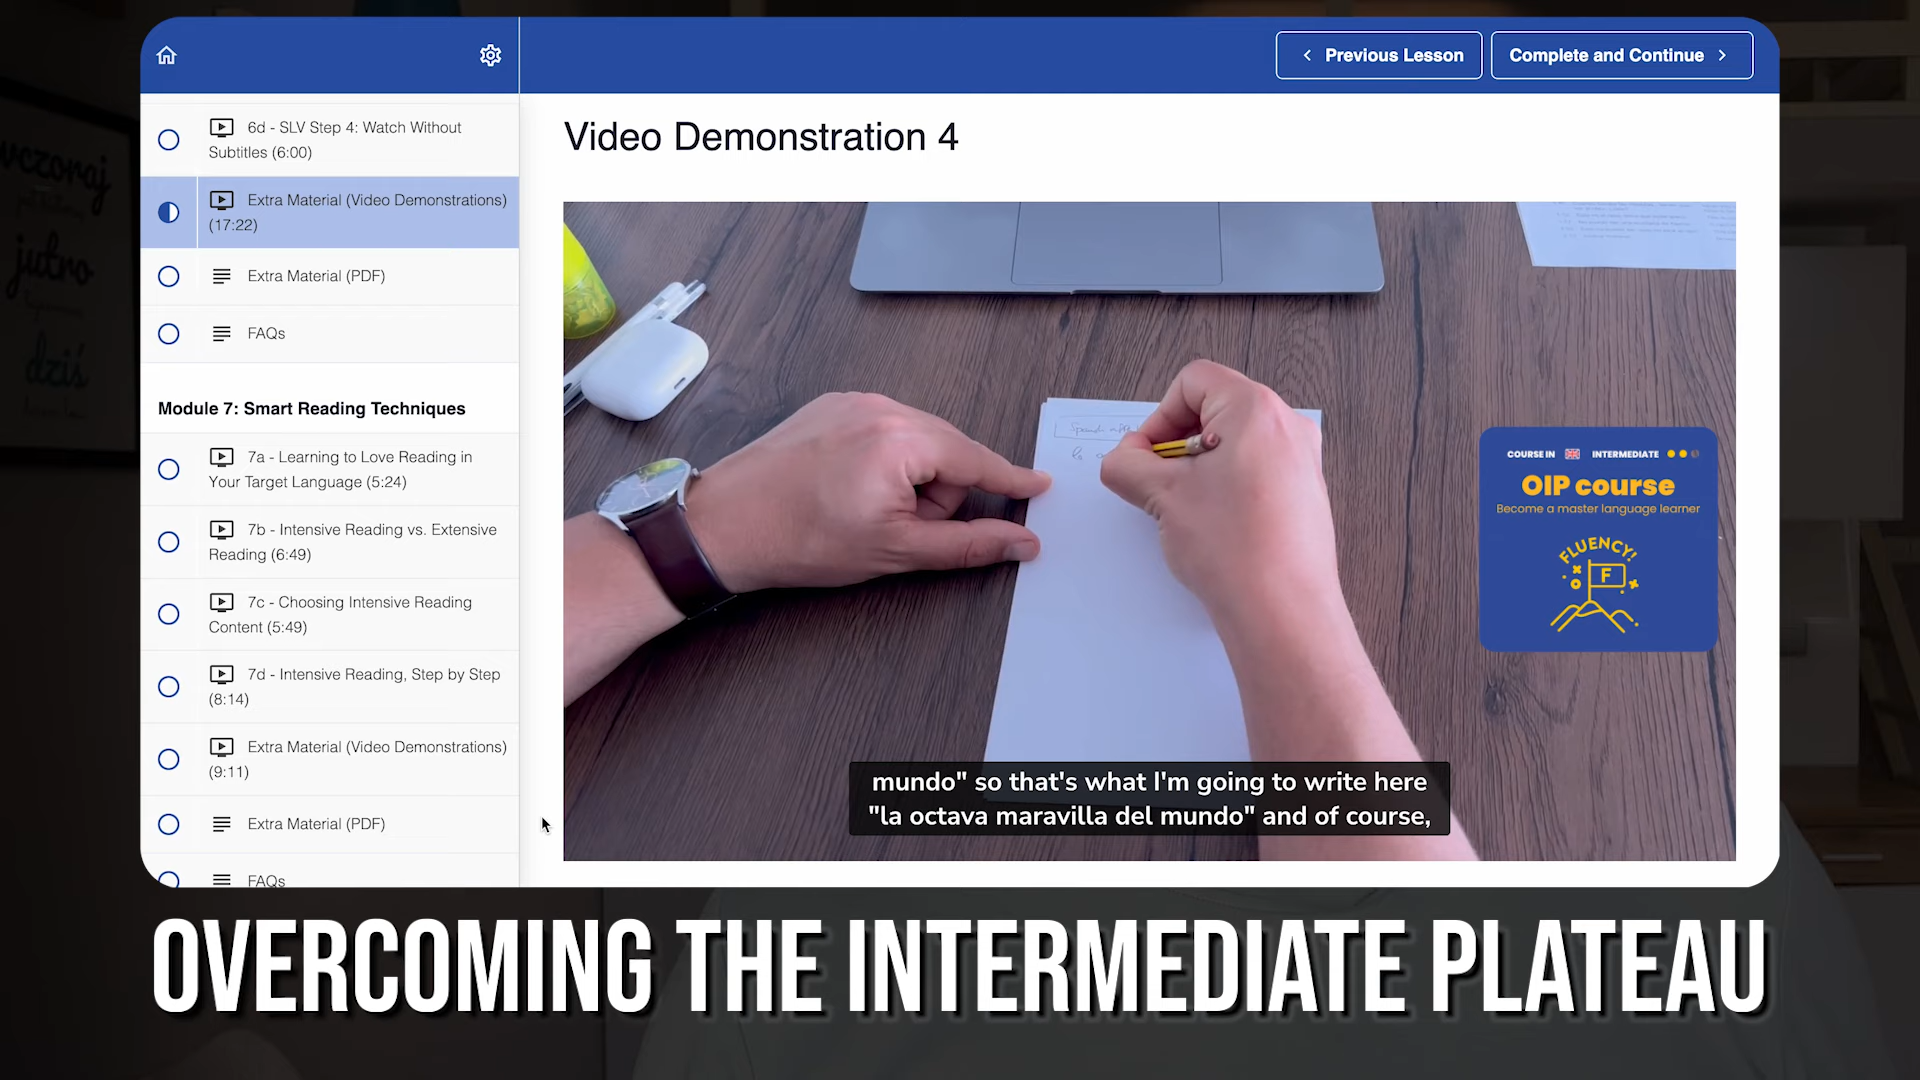 Previous Lesson
Complete and Continue
6d - SLV Step 4: Watch Without
Subtitles (6:00)
Extra Material (Video Demonstrations)
(17:22)
Extra Material (PDF)
FAQs
Module 7: Smart Reading Techniques
7a - Learning to Love Reading in
Your Target Language (5:24)
7b - Intensive Reading vs. Extensive
Reading (6:49)
7c - Choosing Intensive Reading
Content (5:49)
7d - Intensive Reading, Step by Step
(8:14)
Extra Material (Video Demonstrations)
(9:11)
Extra Material (PDF)
FAQs
Video Demonstration 4
COURSE IN
INTERMEDIATE
OIP course
Become a master language learner
FLUENCY!
F
mundo" so that's what I'm going to write here
"la octava maravilla del mundo" and of course,
wczoraj
jutro
dziś
OVERCOMING THE INTERMEDIATE PLATEAU